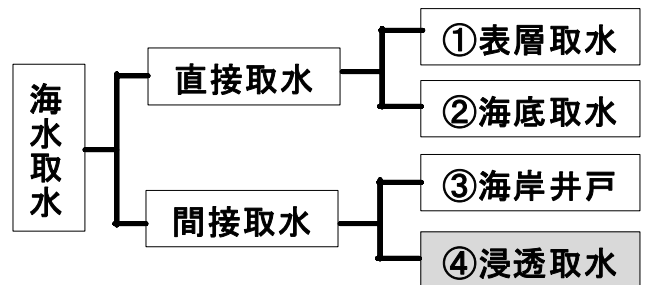 海水取水
直接取水
①表層取水
②海底取水
間接取水
③海岸井戸
④浸透取水